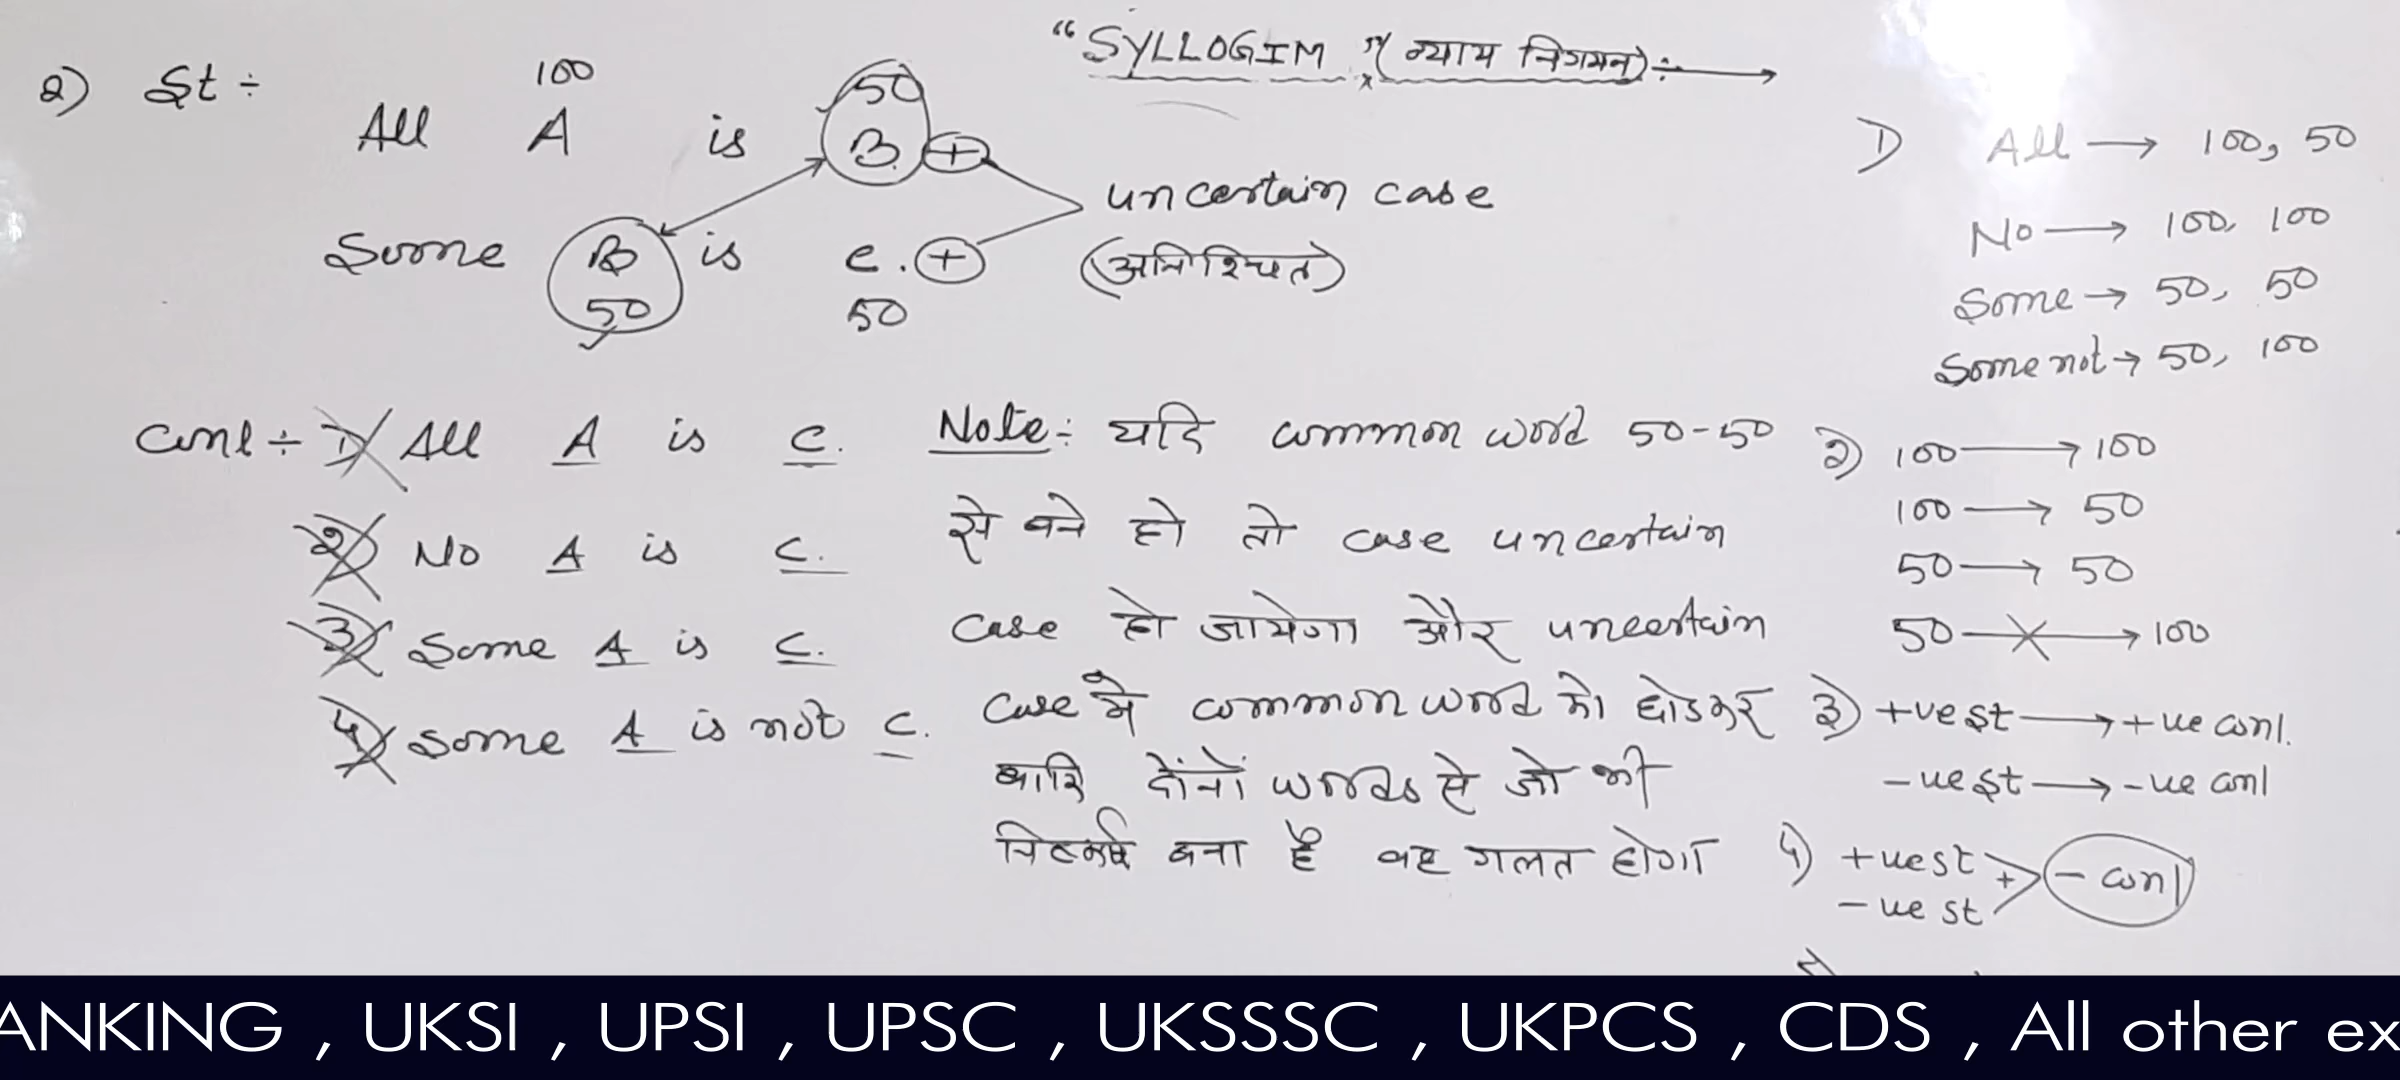 "SYLLOGIM" (न्याय निगमन) ÷ →
2) St ÷
100 50
All A is B. +
uncertain case
(अनिश्चित)
Some B is C. +
50 50
Conl ÷ 1) All A is C.
2) No A is C.
3) Some A is C.
4) Some A is not C.
Note: यदि common word 50-50
से बने हो तो case uncertain
case हो जायेगा और uncertain
case में common word को छोडकर
बाकि दोंनों words से जो भी
निष्कर्ष बना है वह गलत होगा
1) All → 100, 50
No → 100, 100
Some → 50, 50
Some not → 50, 100
2) 100 → 100
100 → 50
50 → 50
50 → 100
3) +ve st → +ve conl.
-ve st → -ve conl
4) +ve st + - conl
-ve st
ANKING , UKSI , UPSI , UPSC , UKSSSC , UKPCS , CDS , All other ex